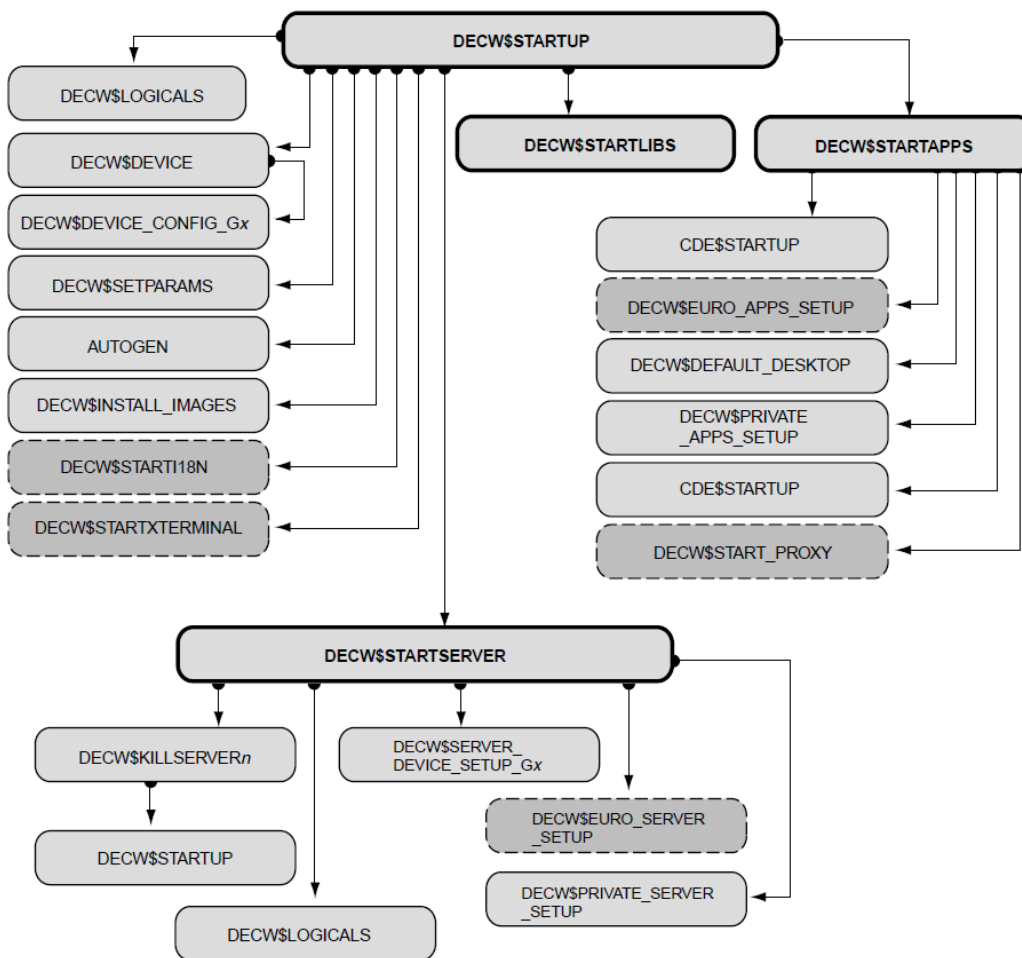 DECW$STARTUP
DECW$LOGICALS
DECW$DEVICE
DECW$DEVICE_CONFIG_Gx
DECW$SETPARAMS
AUTOGEN
DECW$INSTALL_IMAGES
DECW$STARTI18N
DECW$STARTXTERMINAL
DECW$STARTLIBS
DECW$STARTAPPS
CDE$STARTUP
DECW$EURO_APPS_SETUP
DECW$DEFAULT_DESKTOP
DECW$PRIVATE
_APPS_SETUP
CDE$STARTUP
DECW$START_PROXY
DECW$STARTSERVER
DECW$KILLSERVERn
DECW$STARTUP
DECW$LOGICALS
DECW$SERVER_
DEVICE_SETUP_Gx
DECW$EURO_SERVER
_SETUP
DECW$PRIVATE_SERVER
_SETUP